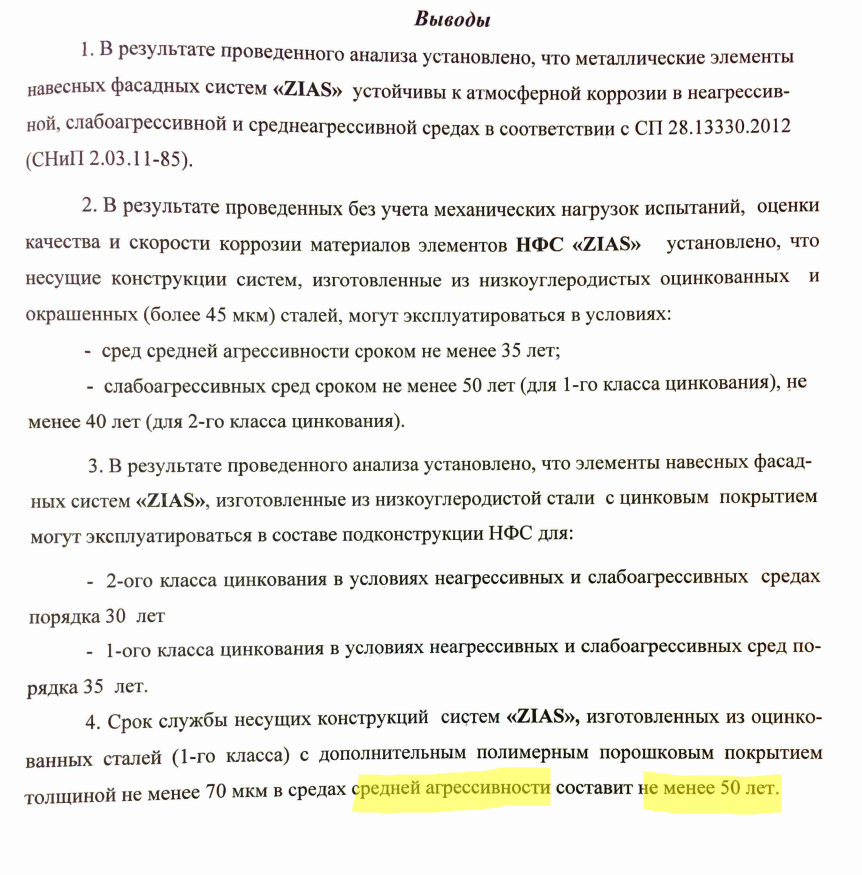 Выводы
1. В результате проведенного анализа установлено, что металлические элементы
навесных фасадных систем «ZIAS» устойчивы к атмосферной коррозии в неагрессив-
ной, слабоагрессивной и среднеагрессивной средах в соответствии с СП 28.13330.2012
(СНиП 2.03.11-85).
2. В результате проведенных без учета механических нагрузок испытаний, оценки
качества и скорости коррозии материалов элементов НФС «ZIAS» установлено, что
несущие конструкции систем, изготовленные из низкоуглеродистых оцинкованных и
окрашенных (более 45 мкм) сталей, могут эксплуатироваться в условиях:
- сред средней агрессивности сроком не менее 35 лет;
- слабоагрессивных сред сроком не менее 50 лет (для 1-го класса цинкования), не
менее 40 лет (для 2-го класса цинкования).
3. В результате проведенного анализа установлено, что элементы навесных фасад-
ных систем «ZIAS», изготовленные из низкоуглеродистой стали с цинковым покрытием
могут эксплуатироваться в составе подконструкции НФС для:
- 2-ого класса цинкования в условиях неагрессивных и слабоагрессивных средах
порядка 30 лет
- 1-ого класса цинкования в условиях неагрессивных и слабоагрессивных сред по-
рядка 35 лет.
4. Срок службы несущих конструкций систем «ZIAS», изготовленных из оцинко-
ванных сталей (1-го класса) с дополнительным полимерным порошковым покрытием
толщиной не менее 70 мкм в средах средней агрессивности составит не менее 50 лет.